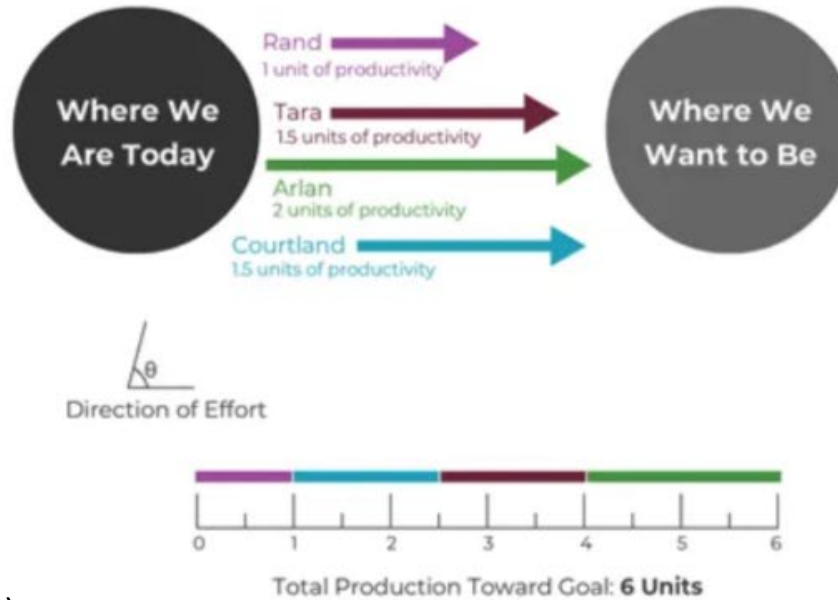 Where We
Are Today
Rand
1 unit of productivity
Tara
1.5 units of productivity
Arlan
2 units of productivity
Courtland
1.5 units of productivity
Where We
Want to Be
θ
Direction of Effort
0 1 2 3 4 5 6
Total Production Toward Goal: 6 Units